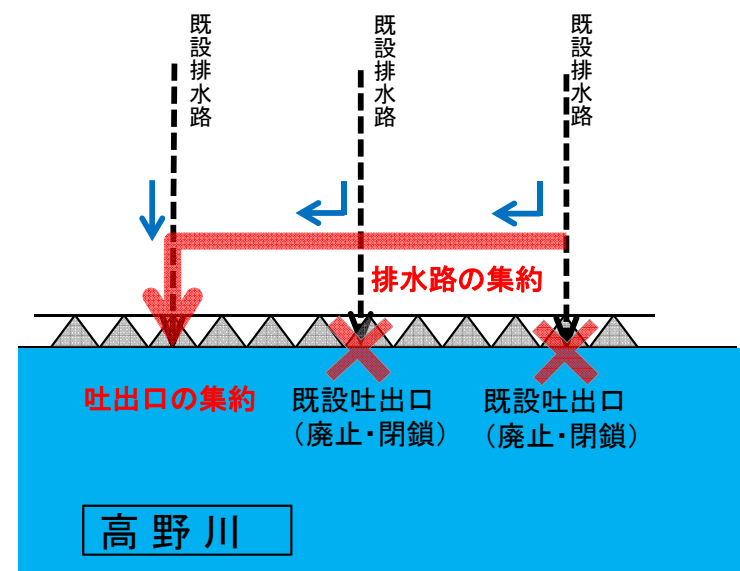 既設排水路
既設排水路
既設排水路
排水路の集約
吐出口の集約
既設吐出口
（廃止・閉鎖）
既設吐出口
（廃止・閉鎖）
高野川